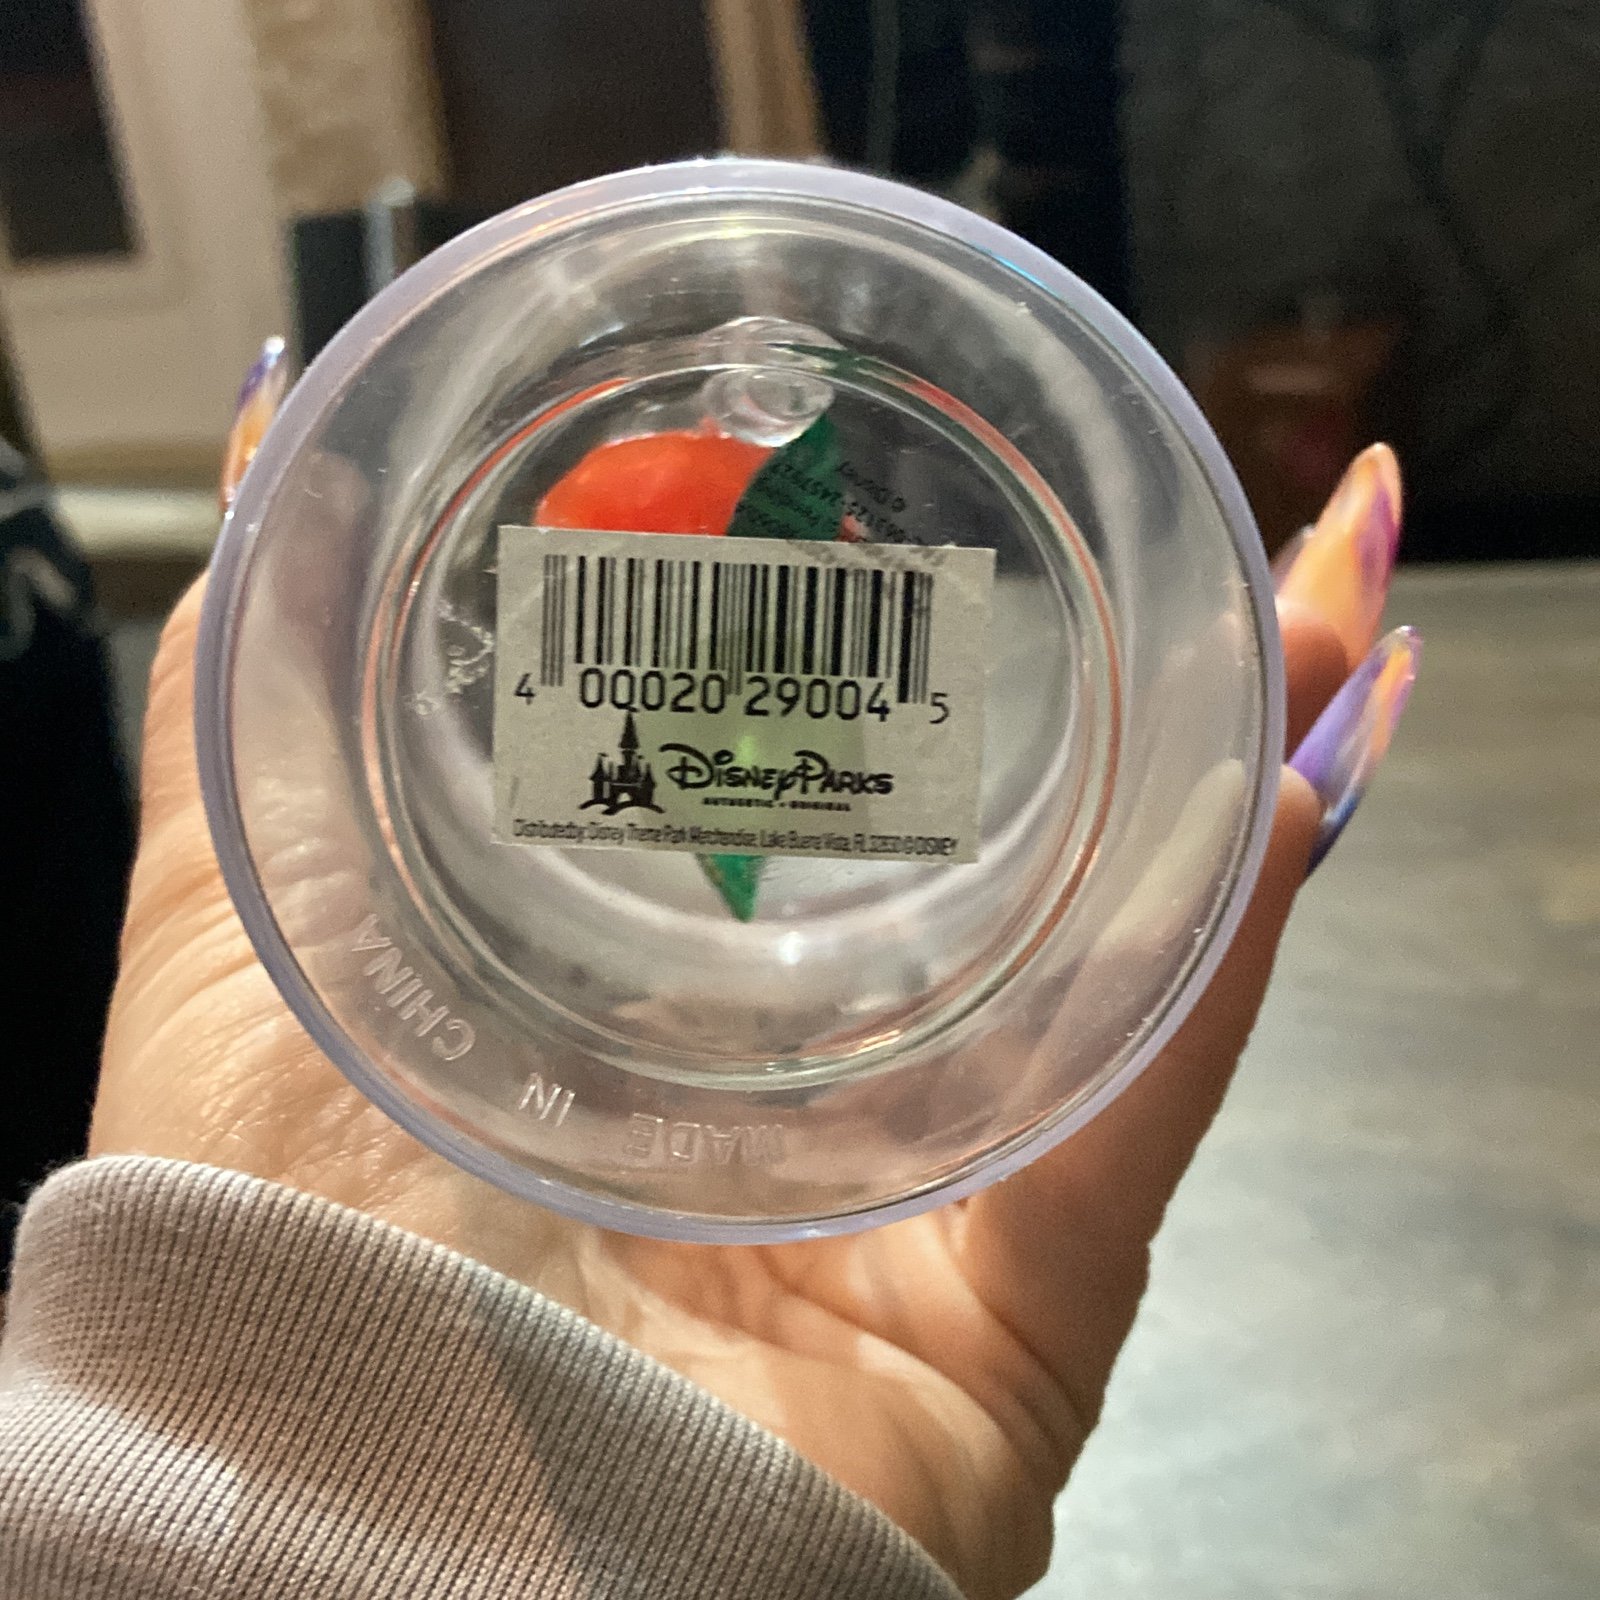 4 00020 29004 5
Disney Parks
AUTHENTIC • ORIGINAL
Distributed by: Disney Theme Park Merchandise, Lake Buena Vista, FL 32830 © DISNEY
MADE IN CHINA
© Disney